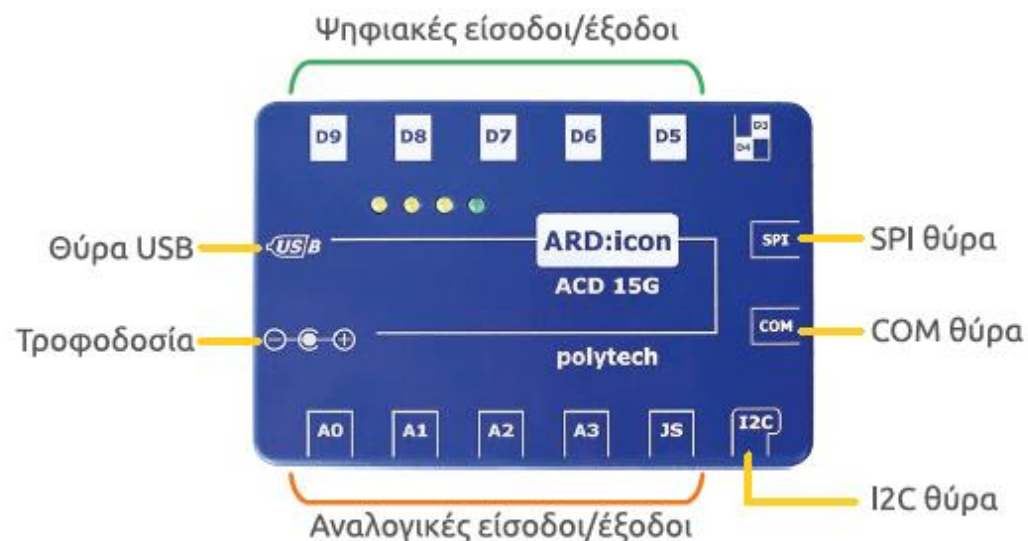 Ψηφιακές είσοδοι/έξοδοι
D9 D8 D7 D6 D5 D3
D4
Θύρα USB
USB
ARD:icon
SPI
SPI θύρα
ACD 15G
Τροφοδοσία
polytech
COM
COM θύρα
A0 A1 A2 A3 JS I2C
I2C θύρα
Αναλογικές είσοδοι/έξοδοι